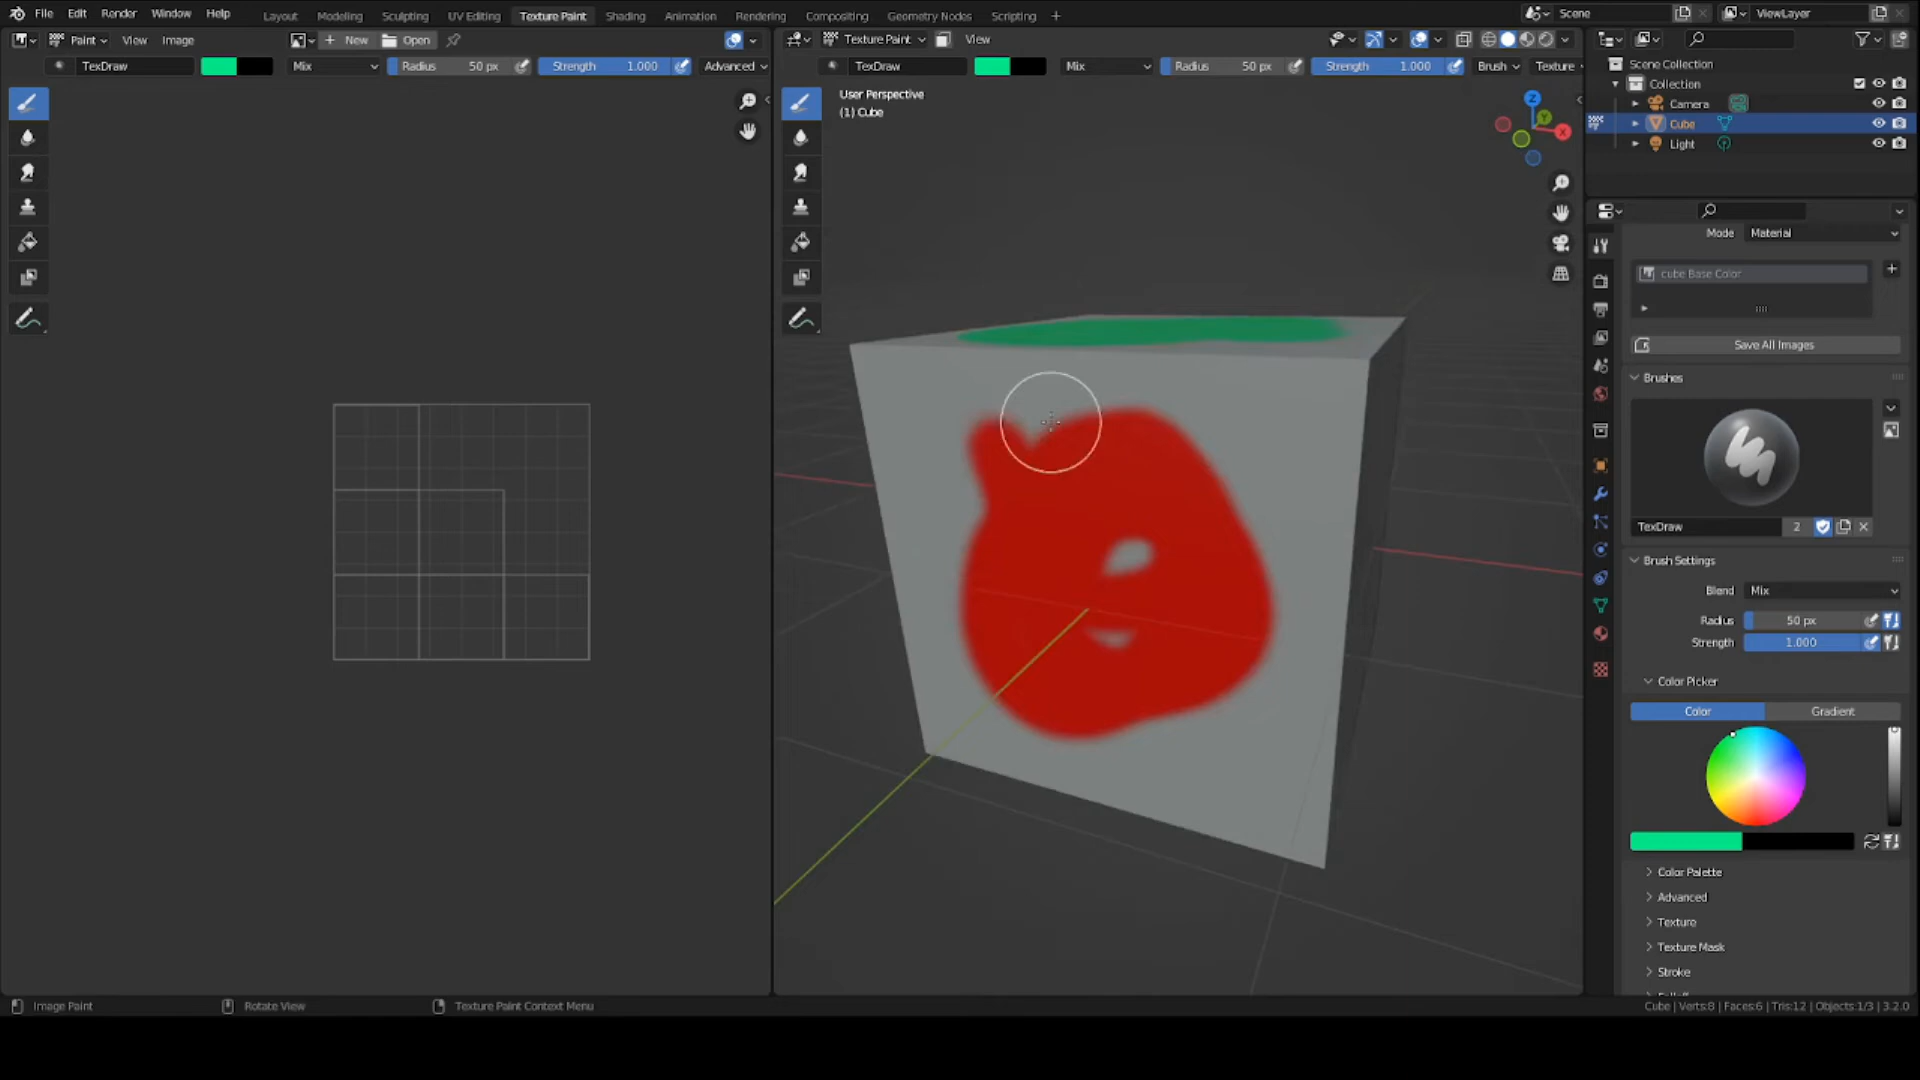 File Edit Render Window Help Layout Modeling Sculpting UV Editing Texture Paint Shading Animation Rendering Compositing Geometry Nodes Scripting + Scene ViewLayer
Paint View Image + New Open Texture Paint View
TexDraw Mix Radius 50 px Strength 1.000 Advanced TexDraw Mix Radius 50 px Strength 1.000 Brush Texture
User Perspective
(1) Cube
Z
Y
X
Scene Collection
Collection
Camera
Cube
Light
Mode Material
cube Base Color
Save All Images
Brushes
TexDraw 2
Brush Settings
Blend Mix
Radius 50 px
Strength 1.000
Color Picker
Color Gradient
Color Palette
Advanced
Texture
Texture Mask
Stroke
Image Paint Rotate View Texture Paint Context Menu Cube | Verts:8 | Faces:6 | Tris:12 | Objects:1/3 | 3.2.0